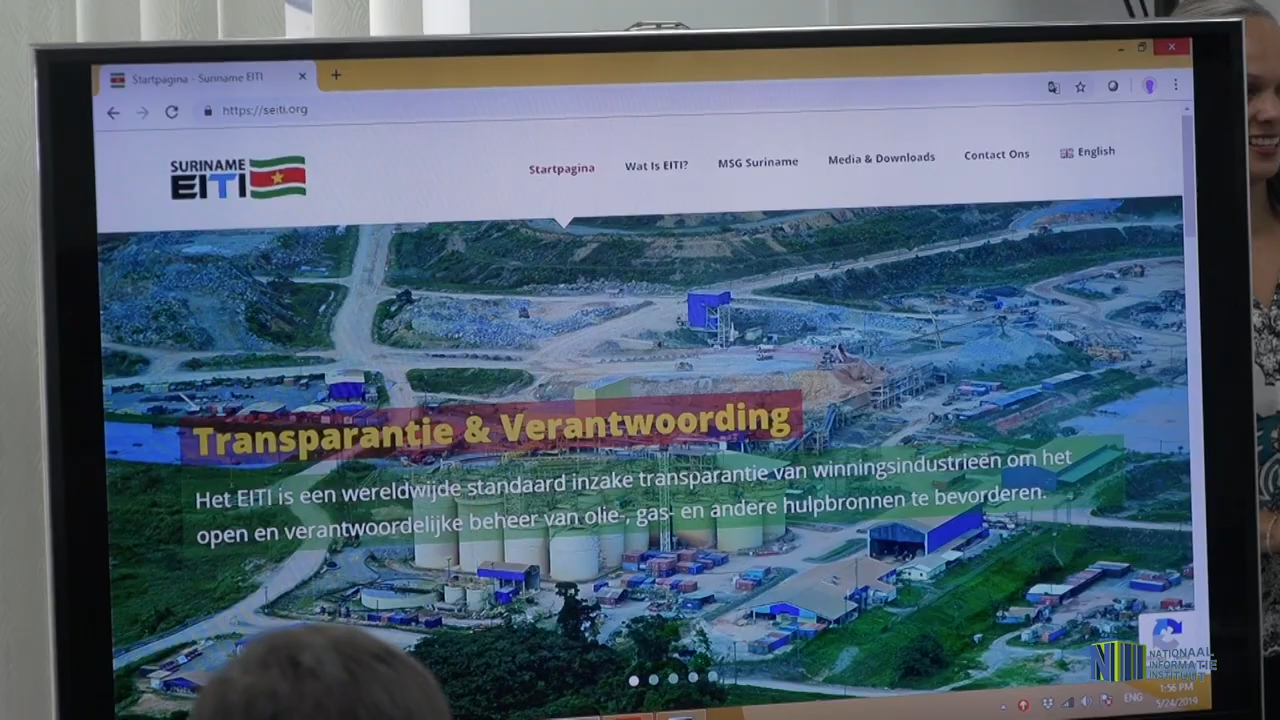 Startpagina - Suriname EITI
https://seiti.org
SURINAME
EITI
Startpagina
Wat Is EITI?
MSG Suriname
Media & Downloads
Contact Ons
English
Transparantie & Verantwoording
Het EITI is een wereldwijde standaard inzake transparantie van winningsindustrieën om het
open en verantwoordelijke beheer van olie-, gas- en andere hulpbronnen te bevorderen.
NATIONAAL
INFORMATIE
INSTITUUT
ENG
1:56 PM
5/24/2019